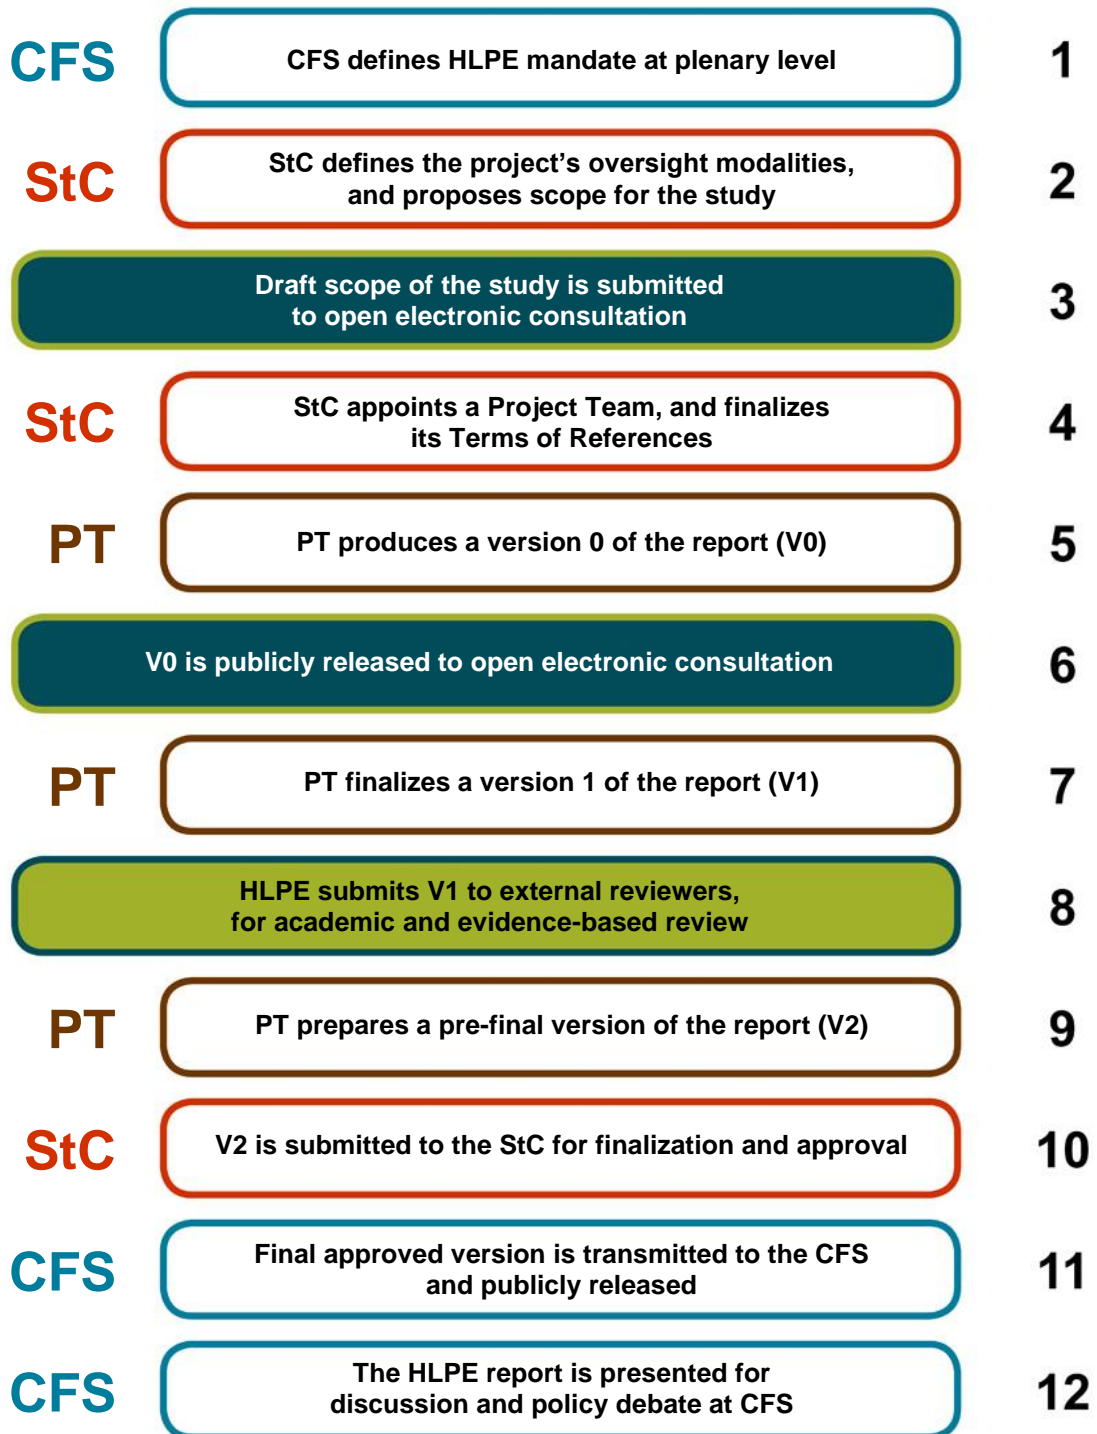 CFS
CFS defines HLPE mandate at plenary level
1
StC
StC defines the project's oversight modalities,
and proposes scope for the study
2
Draft scope of the study is submitted
to open electronic consultation
3
StC
StC appoints a Project Team, and finalizes
its Terms of References
4
PT
PT produces a version 0 of the report (V0)
5
V0 is publicly released to open electronic consultation
6
PT
PT finalizes a version 1 of the report (V1)
7
HLPE submits V1 to external reviewers,
for academic and evidence-based review
8
PT
PT prepares a pre-final version of the report (V2)
9
StC
V2 is submitted to the StC for finalization and approval
10
CFS
Final approved version is transmitted to the CFS
and publicly released
11
CFS
The HLPE report is presented for
discussion and policy debate at CFS
12